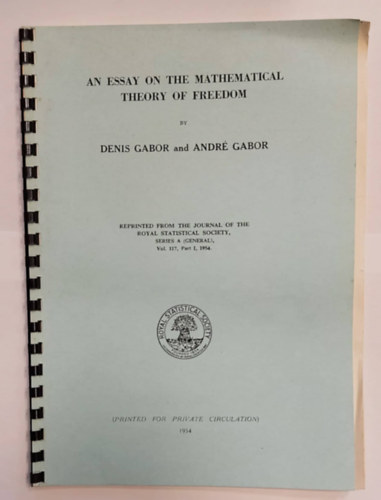 AN ESSAY ON THE MATHEMATICAL
THEORY OF FREEDOM
BY
DENIS GABOR and ANDRÉ GABOR
REPRINTED FROM THE JOURNAL OF THE
ROYAL STATISTICAL SOCIETY,
SERIES A (GENERAL),
Vol. 117, Part I, 1954
ROYAL STATISTICAL SOCIETY
(PRINTED FOR PRIVATE CIRCULATION)
1954